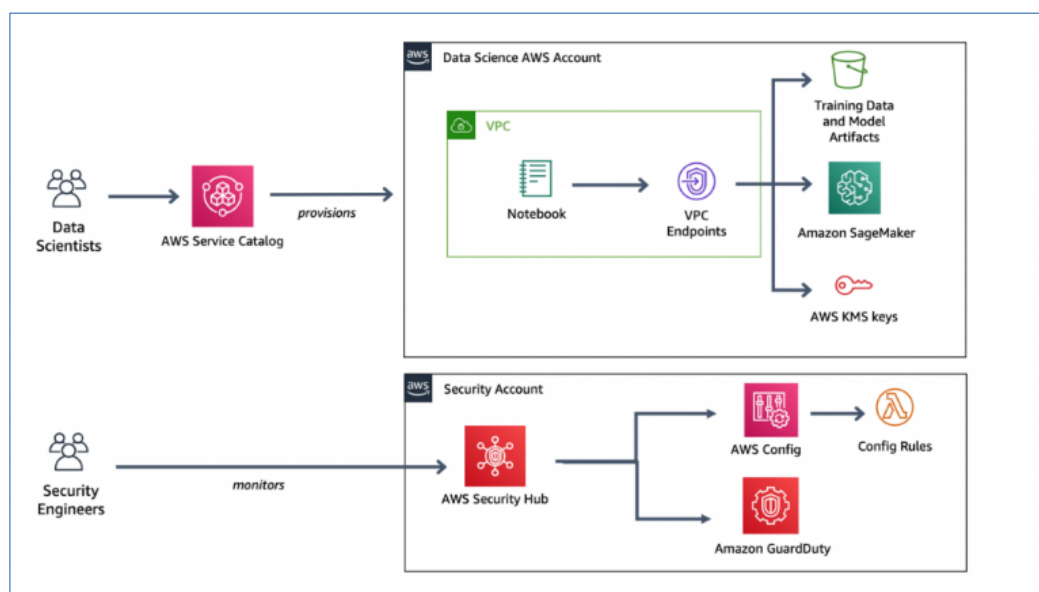 aws
Data Science AWS Account
VPC
Training Data
and Model
Artifacts
Data
Scientists
AWS Service Catalog
provisions
Notebook
VPC
Endpoints
Amazon SageMaker
AWS KMS keys
aws
Security Account
Security
Engineers
monitors
AWS Security Hub
AWS Config
Config Rules
Amazon GuardDuty